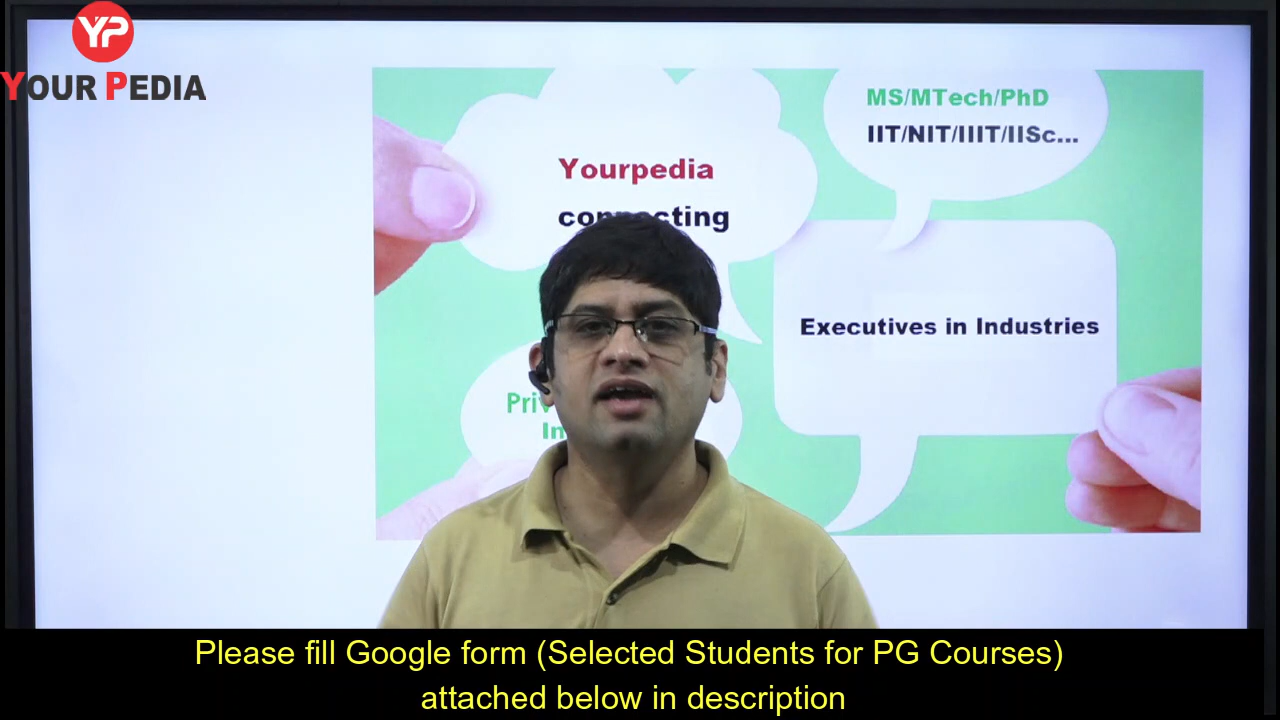 YP
YOUR PEDIA
MS/MTech/PhD
IIT/NIT/IIIT/IISc...
Yourpedia
Executives in Industries
Please fill Google form (Selected Students for PG Courses)
attached below in description